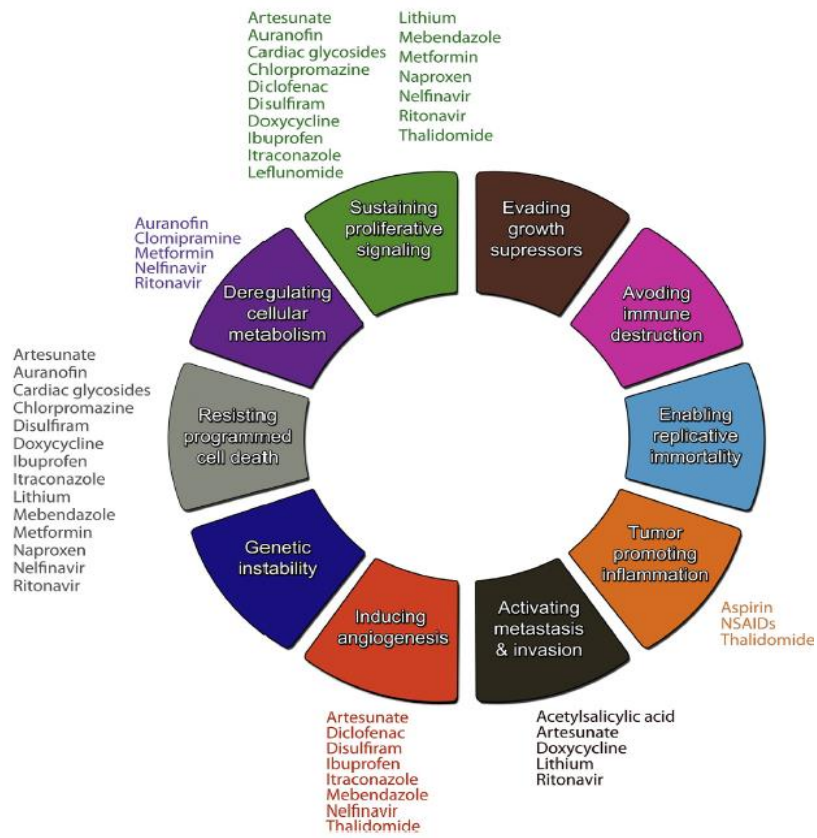 Artesunate
Auranofin
Cardiac glycosides
Chlorpromazine
Diclofenac
Disulfiram
Doxycycline
Ibuprofen
Itraconazole
Leflunomide
Lithium
Mebendazole
Metformin
Naproxen
Nelfinavir
Ritonavir
Thalidomide
Sustaining
proliferative
signaling
Evading
growth
supressors
Auranofin
Clomipramine
Metformin
Nelfinavir
Ritonavir
Deregulating
cellular
metabolism
Avoding
immune
destruction
Artesunate
Auranofin
Cardiac glycosides
Chlorpromazine
Disulfiram
Doxycycline
Ibuprofen
Itraconazole
Lithium
Mebendazole
Metformin
Naproxen
Nelfinavir
Ritonavir
Resisting
programmed
cell death
Enabling
replicative
immortality
Genetic
instability
Tumor
promoting
inflammation
Inducing
angiogenesis
Activating
metastasis
& invasion
Aspirin
NSAIDs
Thalidomide
Artesunate
Diclofenac
Disulfiram
Ibuprofen
Itraconazole
Mebendazole
Nelfinavir
Thalidomide
Acetylsalicylic acid
Artesunate
Doxycycline
Lithium
Ritonavir